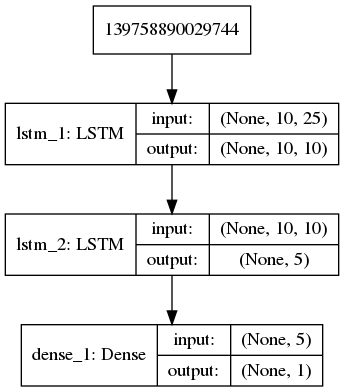 139758890029744
lstm_1: LSTM
input: (None, 10, 25)
output: (None, 10, 10)
lstm_2: LSTM
input: (None, 10, 10)
output: (None, 5)
dense_1: Dense
input: (None, 5)
output: (None, 1)